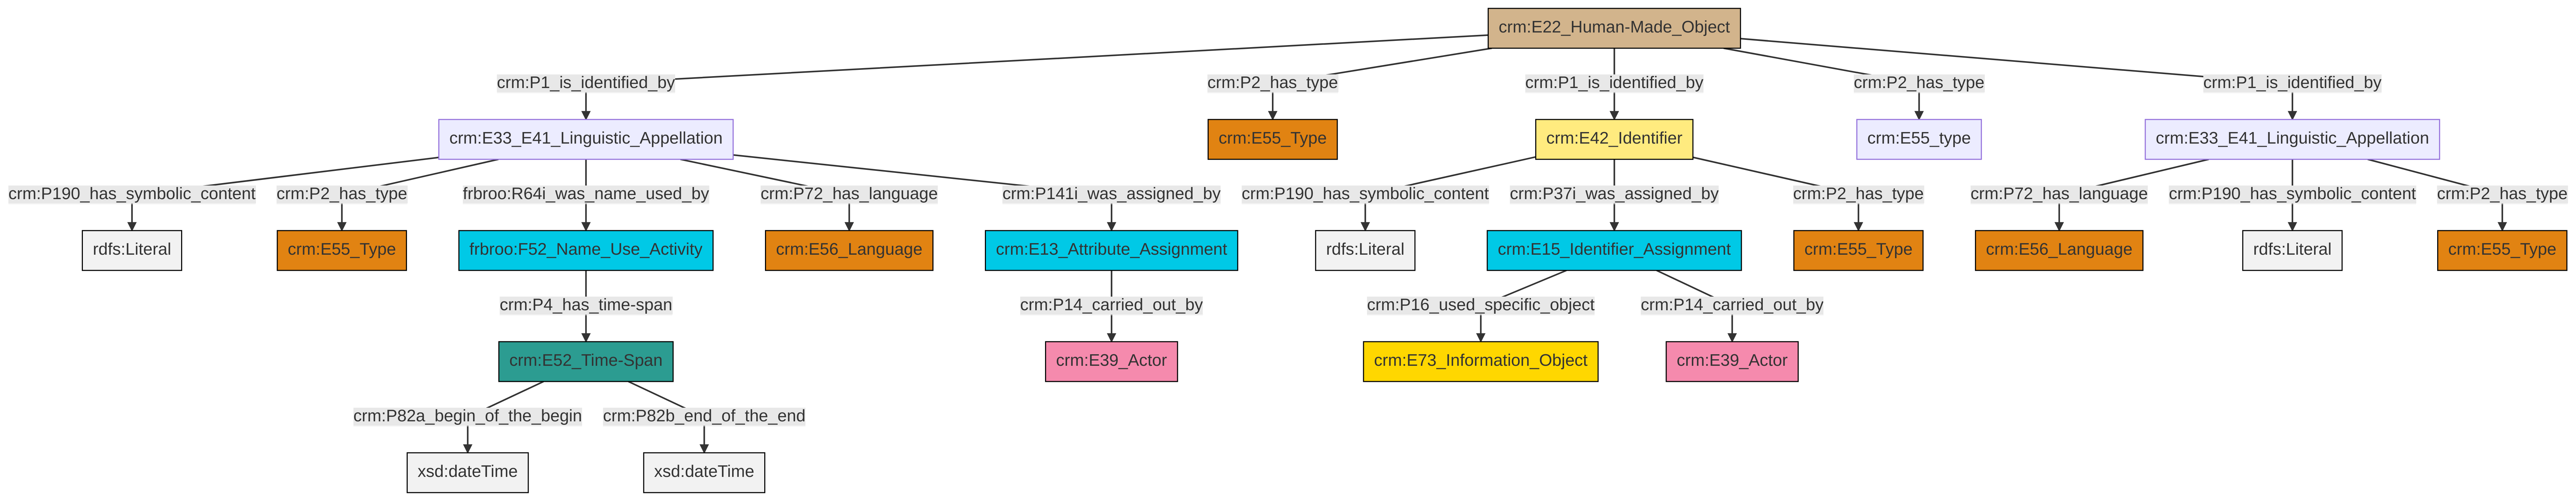 crm:E22_Human-Made_Object
crm:P1_is_identified_by
crm:P2_has_type
crm:P1_is_identified_by
crm:P2_has_type
crm:P1_is_identified_by
crm:E33_E41_Linguistic_Appellation
crm:E55_Type
crm:E42_Identifier
crm:E55_type
crm:E33_E41_Linguistic_Appellation
crm:P190_has_symbolic_content
crm:P2_has_type
frbroo:R64i_was_name_used_by
crm:P72_has_language
crm:P141i_was_assigned_by
crm:P190_has_symbolic_content
crm:P37i_was_assigned_by
crm:P2_has_type
crm:P72_has_language
crm:P190_has_symbolic_content
crm:P2_has_type
rdfs:Literal
crm:E55_Type
frbroo:F52_Name_Use_Activity
crm:E56_Language
crm:E13_Attribute_Assignment
rdfs:Literal
crm:E15_Identifier_Assignment
crm:E55_Type
crm:E56_Language
rdfs:Literal
crm:E55_Type
crm:P4_has_time-span
crm:P14_carried_out_by
crm:P16_used_specific_object
crm:P14_carried_out_by
crm:E52_Time-Span
crm:E39_Actor
crm:E73_Information_Object
crm:E39_Actor
crm:P82a_begin_of_the_begin
crm:P82b_end_of_the_end
xsd:dateTime
xsd:dateTime